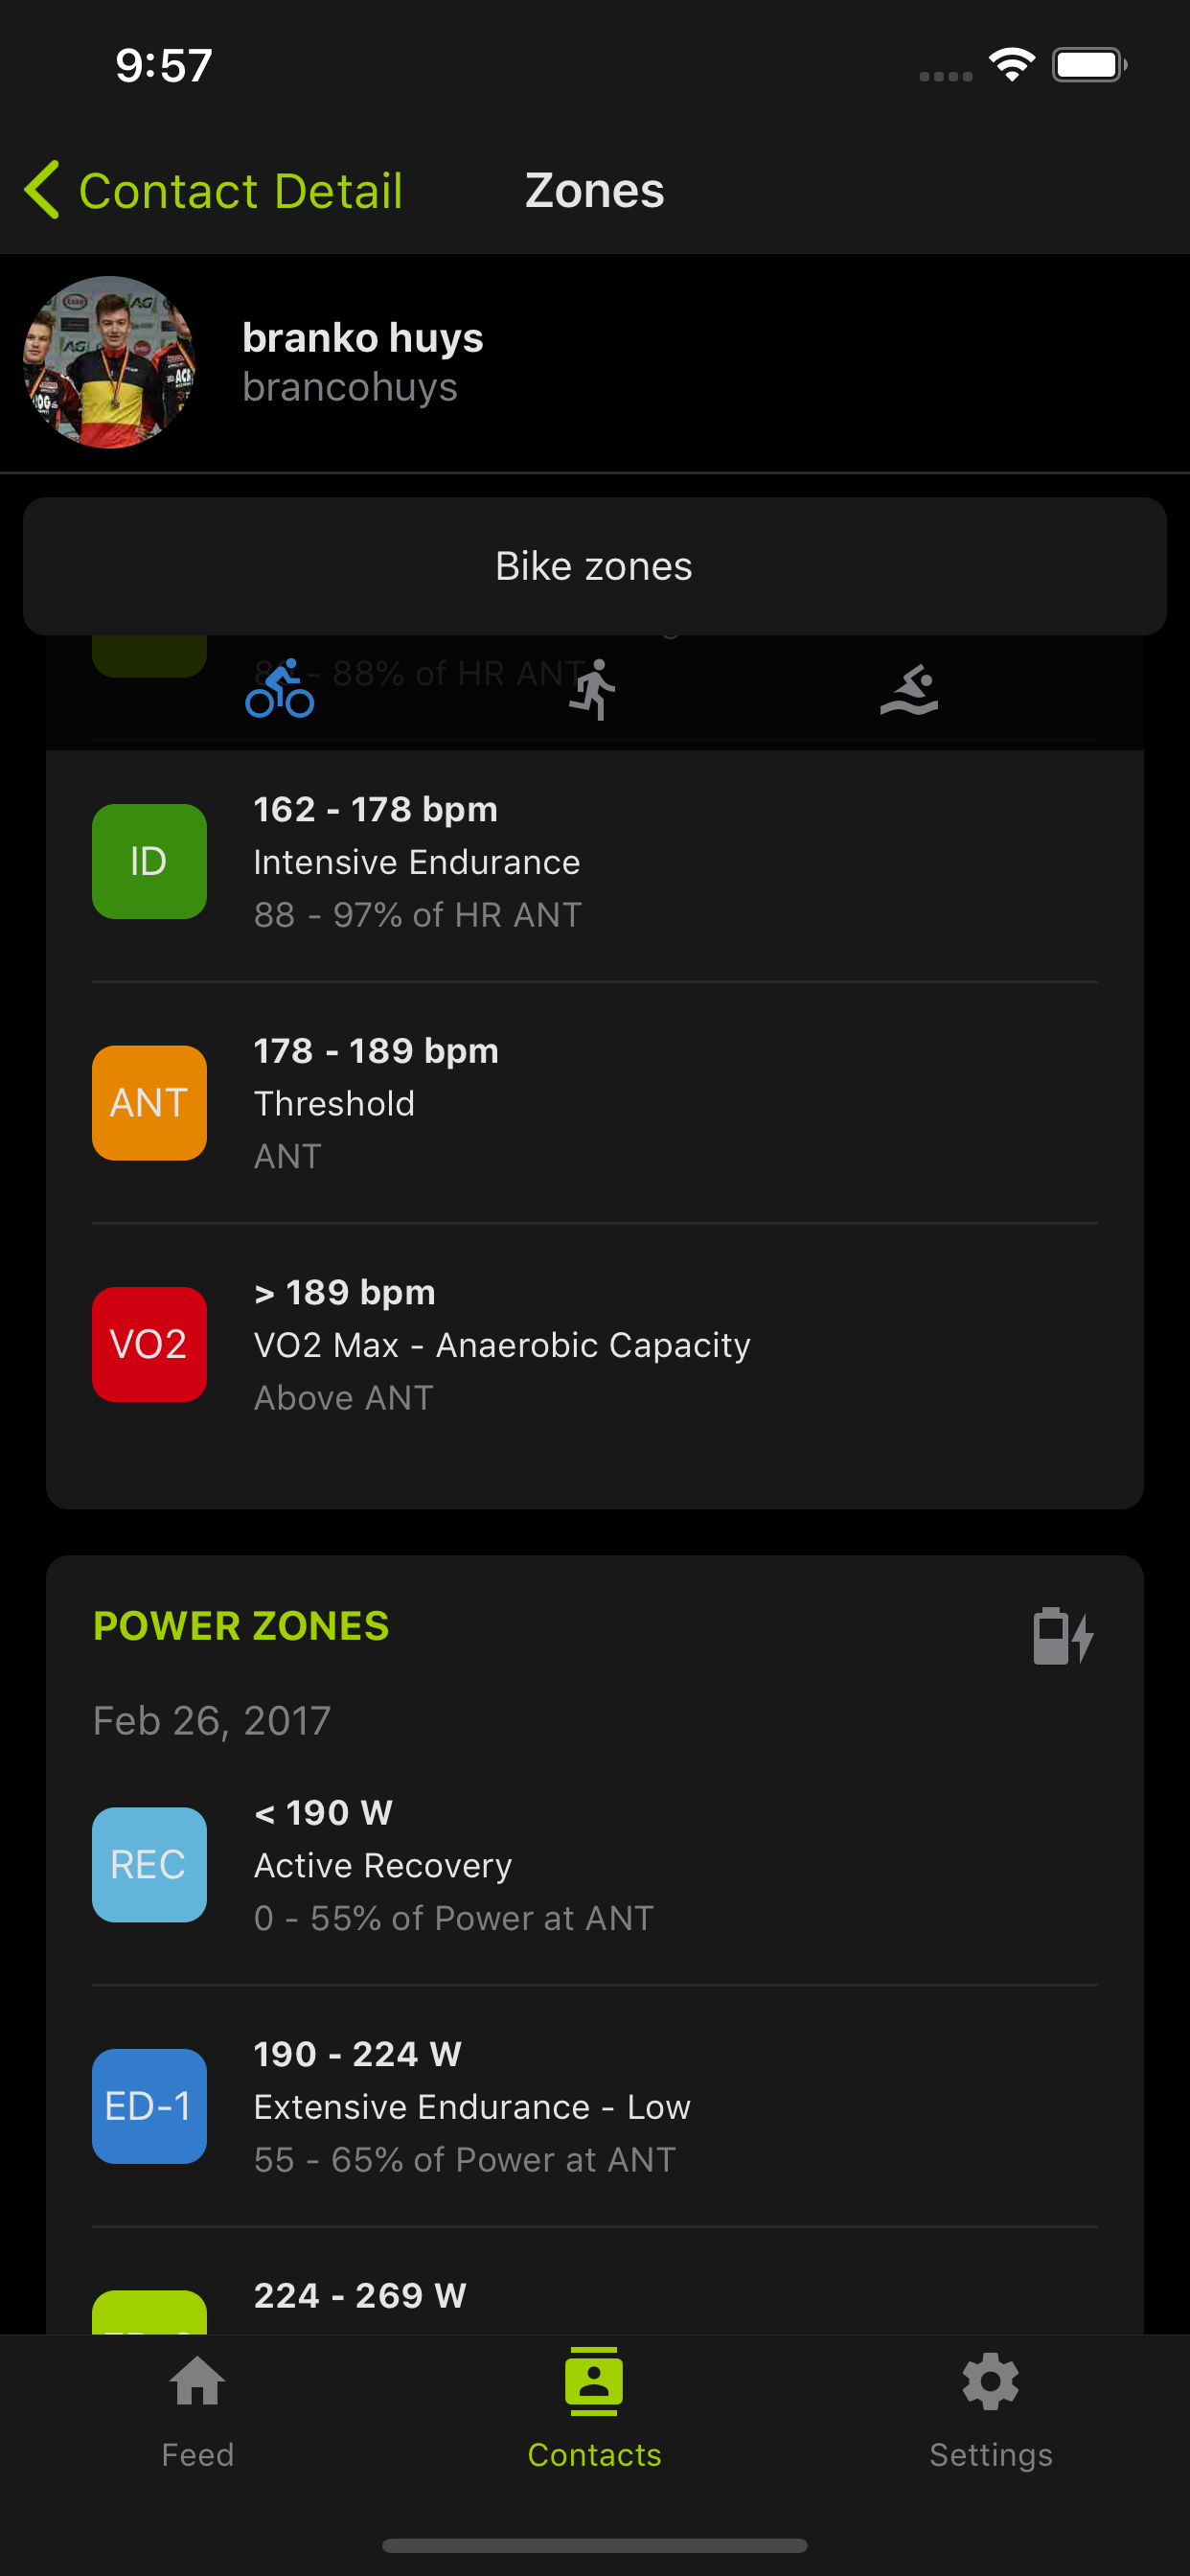 9:57
Contact Detail
Zones
branko huys
brancohuys
Bike zones
- 88% of HR ANT
ID
162 - 178 bpm
Intensive Endurance
88 - 97% of HR ANT
ANT
178 - 189 bpm
Threshold
ANT
VO2
> 189 bpm
VO2 Max - Anaerobic Capacity
Above ANT
POWER ZONES
Feb 26, 2017
REC
< 190 W
Active Recovery
0 - 55% of Power at ANT
ED-1
190 - 224 W
Extensive Endurance - Low
55 - 65% of Power at ANT
224 - 269 W
Feed
Contacts
Settings